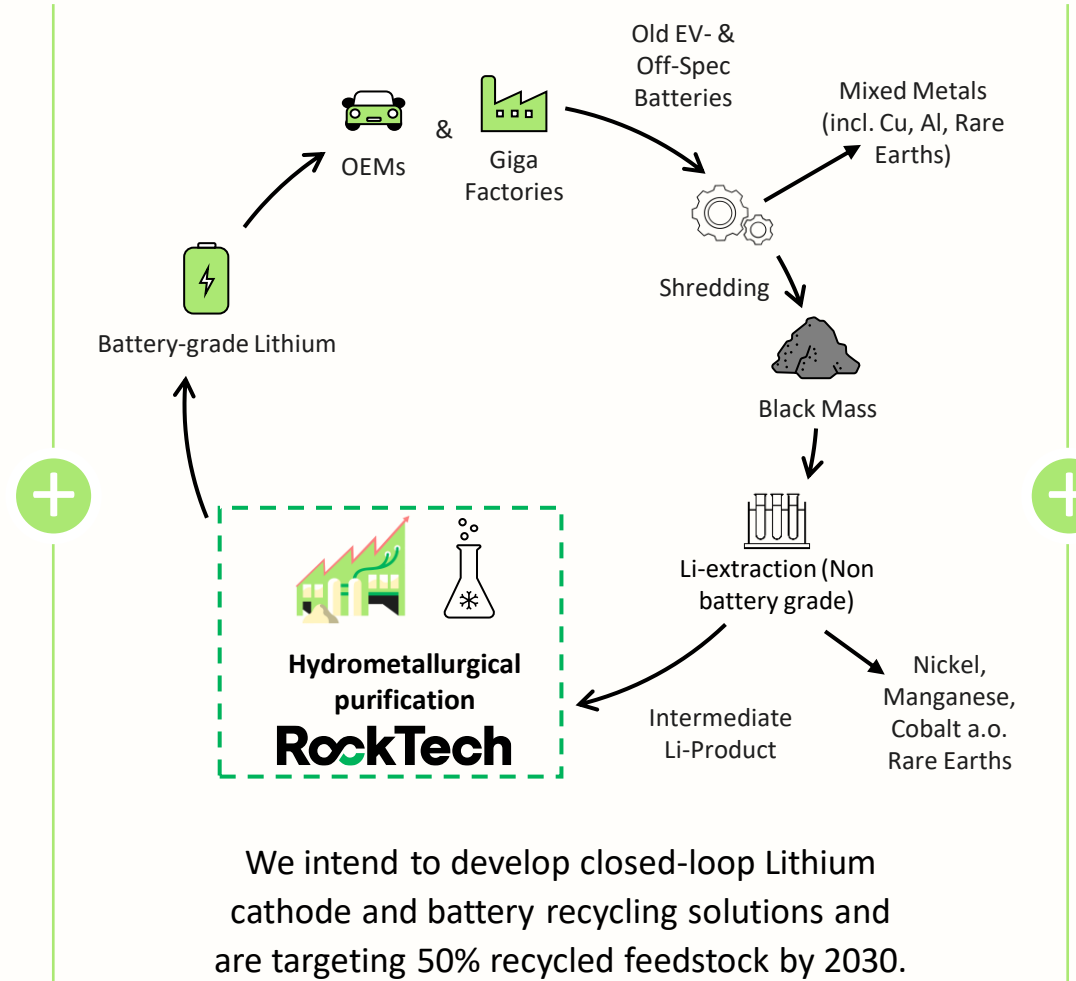 Old EV- &
Off-Spec
Batteries
Mixed Metals
(incl. Cu, Al, Rare
Earths)
&
OEMs
Giga
Factories
Shredding
Battery-grade Lithium
Black Mass
Li-extraction (Non
battery grade)
Hydrometallurgical
purification
RockTech
Intermediate
Li-Product
Nickel,
Manganese,
Cobalt a.o.
Rare Earths
We intend to develop closed-loop Lithium
cathode and battery recycling solutions and
are targeting 50% recycled feedstock by 2030.